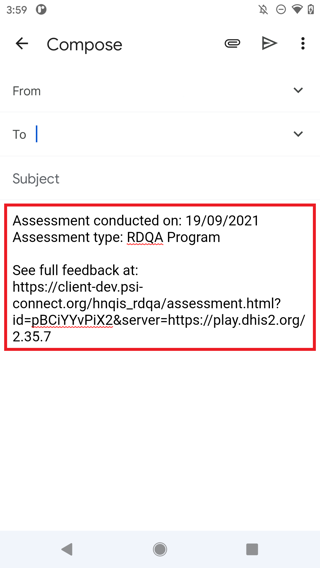 3:59
Compose
From
To
Subject
Assessment conducted on: 19/09/2021
Assessment type: RDQA Program
See full feedback at:
https://client-dev.psi-
connect.org/hnqis_rdqa/assessment.html?
id=pBCiYYvPiX2&server=https://play.dhis2.org/
2.35.7